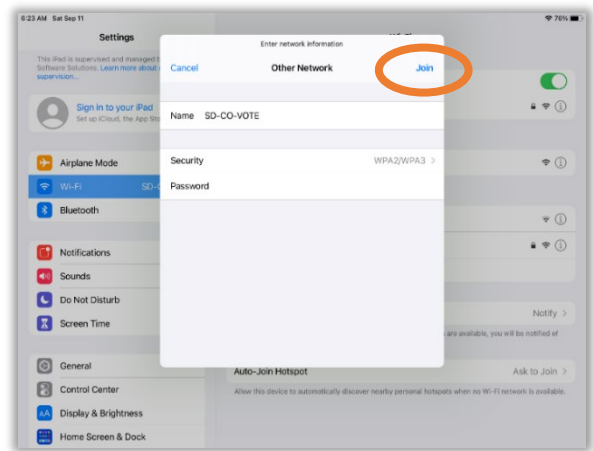 6:23 AM Sat Sep 11
76%
Settings
This iPad is supervised and managed b
Software Solutions. Learn more about
supervision...
Sign in to your iPad
Set up iCloud, the App Sto
Airplane Mode
Wi-Fi SD-C
Bluetooth
Notifications
Sounds
Do Not Disturb
Screen Time
General
Control Center
AA Display & Brightness
Home Screen & Dock
Enter network information
Cancel Other Network Join
Name SD-CO-VOTE
Security WPA2/WPA3
Password
Notify
are available, you will be notified of
Auto-Join Hotspot Ask to Join
Allow this device to automatically discover nearby personal hotspots when no Wi-Fi network is available.